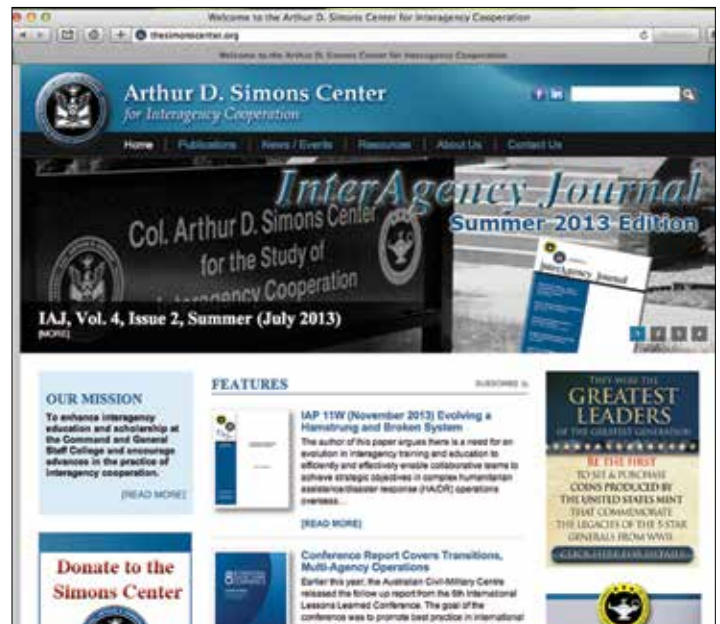 Welcome to the Arthur D. Simons Center for Interagency Cooperation
thesimonscenter.org
Welcome to the Arthur D. Simons Center for Interagency Cooperation
Arthur D. Simons Center
for Interagency Cooperation
Home
Publications
News / Events
Resources
About Us
Contact Us
InterAgency Journal
Summer 2013 Edition
Col. Arthur D. Simons Center
for the Study of
Interagency Cooperation
InterAgency Journal
IAJ, Vol. 4, Issue 2, Summer (July 2013)
[MORE]
1 2 3 4
OUR MISSION
To enhance interagency
education and scholarship at
the Command and General
Staff College and encourage
advances in the practice of
interagency cooperation.
[READ MORE]
Donate to the
Simons Center
FEATURES
SUBSCRIBE
IAP 11W (November 2013) Evolving a
Hamstrung and Broken System
The author of this paper argues there is a need for an
evolution in interagency training and education to
efficiently and effectively enable collaborative teams to
achieve strategic objectives in complex humanitarian
assistance/disaster response (HA/DR) operations
overseas...
[READ MORE]
Conference Report Covers Transitions,
Multi-Agency Operations
Earlier this year, the Australian Civil-Military Centre
released the follow up report from the 8th International
Lessons Learned Conference. The goal of the
conference was to promote best practice in international
THEY WERE THE
GREATEST
LEADERS
OF THE GREATEST GENERATION
BE THE FIRST
TO SEE & PURCHASE
COINS PRODUCED BY
THE UNITED STATES MINT
THAT COMMEMORATE
THE LEGACIES OF THE 5-STAR
GENERALS FROM WWII.
CLICK HERE FOR DETAILS